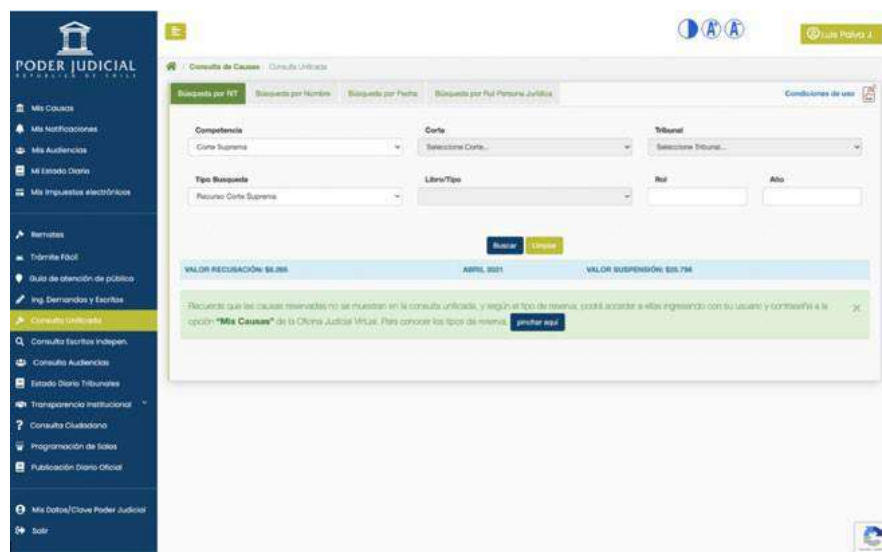 PODER JUDICIAL
REPUBLICA DE CHILE
Mis Causas
Mis Notificaciones
Mis Audiencias
Mi Estado Diario
Mis Impuestos electrónicos
Remates
Trámite Fácil
Guía de atención de público
Ing. Demandas y Escritos
Consulta Unificada
Consulta Escritos Indepen.
Consulta Audiencias
Estado Diario Tribunales
Transparencia Institucional
Consulta Ciudadana
Programación de Salas
Publicación Diario Oficial
Mis Datos/Clave Poder Judicial
Salir
A+ A-
Luis Palva J.
/ Consulta de Causas / Consulta Unificada
Búsqueda por RIT Búsqueda por Nombre Búsqueda por Fecha Búsqueda por Rut Persona Jurídica Condiciones de uso
Competencia Corte Tribunal
Corte Suprema Seleccione Corte... Seleccione Tribunal...
Tipo Busqueda Libro/Tipo Rol Año
Recurso Corte Suprema
Buscar Limpiar
VALOR RECUSACIÓN: ABRIL 2021 VALOR SUSPENSIÓN:
Recuerde que las causas reservadas no se muestran en la consulta unificada, y según el tipo de reserva, podrá acceder a ellas ingresando con su usuario y contraseña a la
opción "Mis Causas" de la Oficina Judicial Virtual. Para conocer los tipos de reserva, pinchar aquí